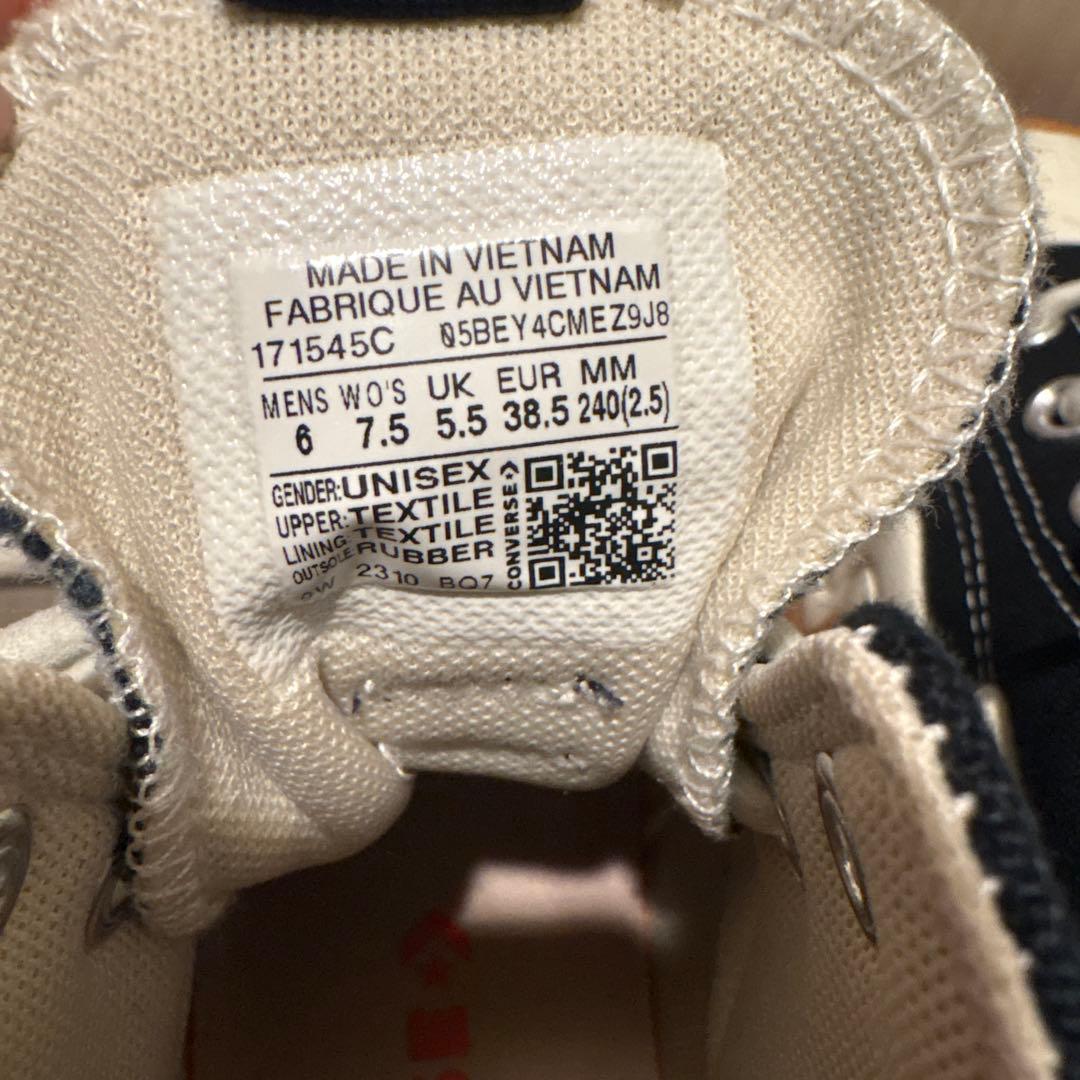 MADE IN VIETNAM
FABRIQUE AU VIETNAM
171545C 05BEY4CMEZ9J8
MENS WO'S UK EUR MM
6 7.5 5.5 38.5 240(2.5)
GENDER:UNISEX
UPPER:TEXTILE
LINING TEXTILE
OUTSOLE RUBBER
2310 BQ7
CONVERSE